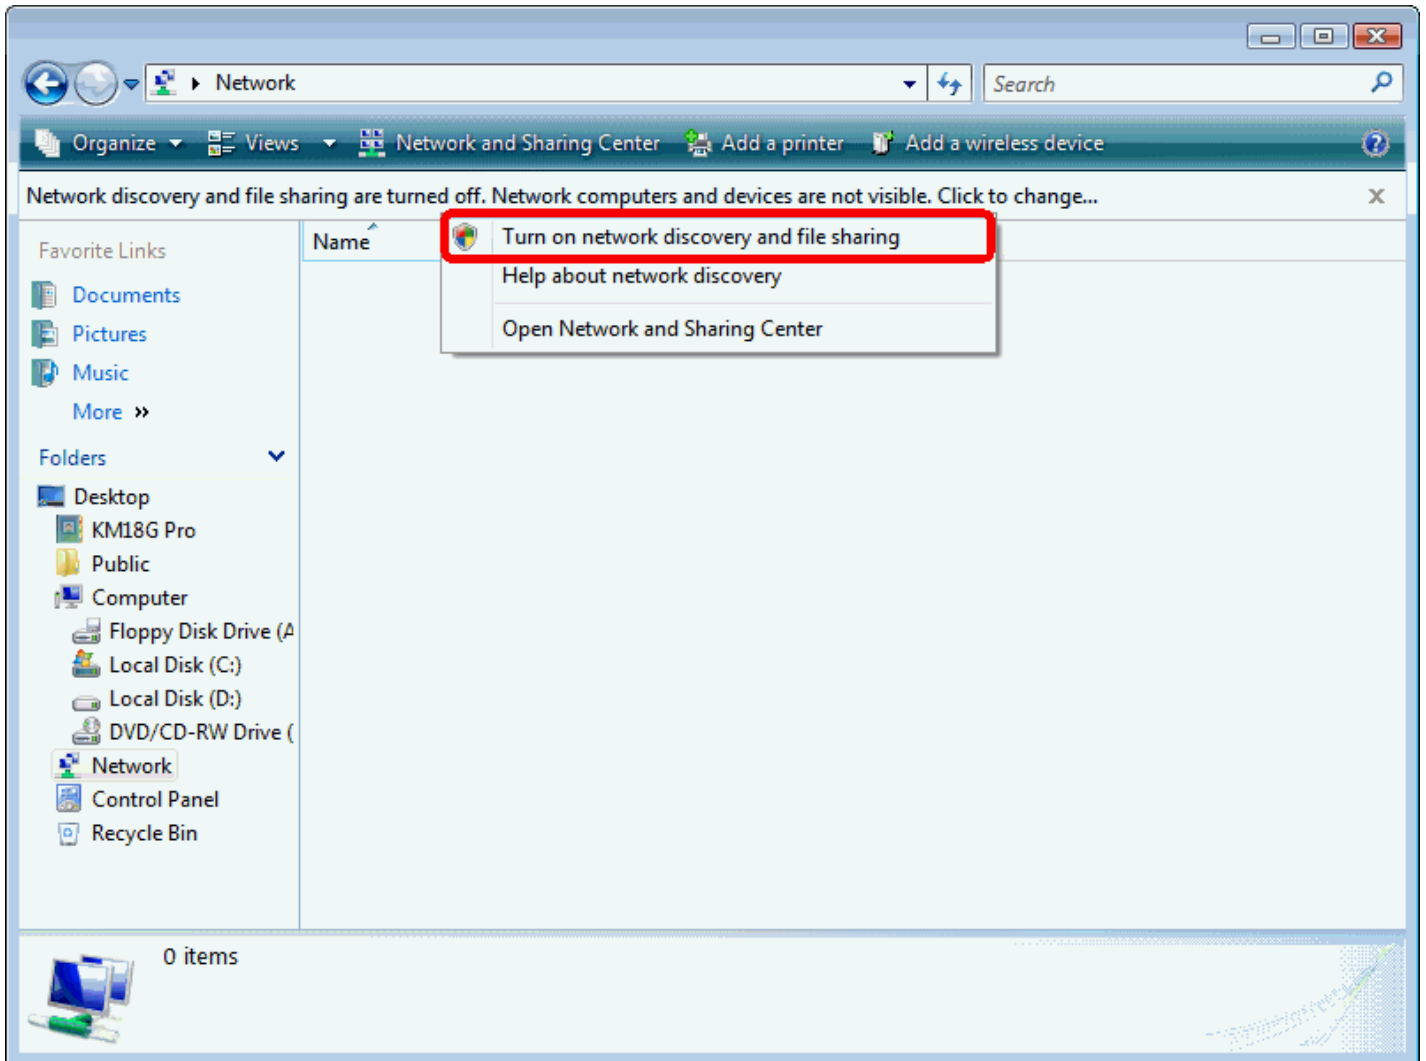 Network
Search
Organize Views Network and Sharing Center Add a printer Add a wireless device
Network discovery and file sharing are turned off. Network computers and devices are not visible. Click to change...
Turn on network discovery and file sharing
Help about network discovery
Open Network and Sharing Center
Name
Favorite Links
Documents
Pictures
Music
More »
Folders
Desktop
KM18G Pro
Public
Computer
Floppy Disk Drive (A
Local Disk (C:)
Local Disk (D:)
DVD/CD-RW Drive (
Network
Control Panel
Recycle Bin
0 items